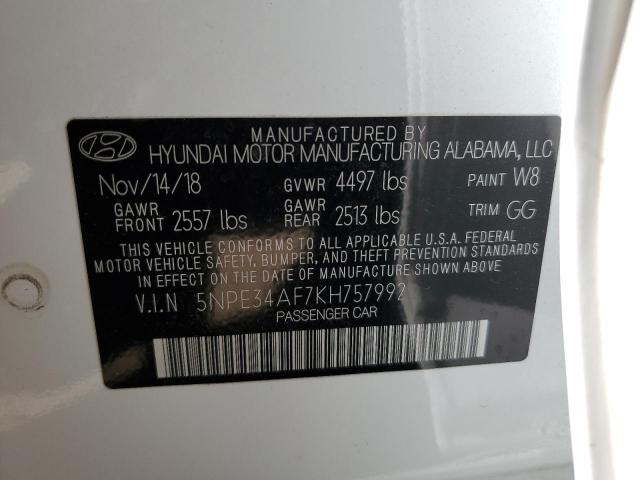 MANUFACTURED BY
HYUNDAI MOTOR MANUFACTURING ALABAMA, LLC
Nov/14/18 GVWR 4497 lbs PAINT W8
GAWR FRONT 2557 lbs GAWR REAR 2513 lbs TRIM GG
THIS VEHICLE CONFORMS TO ALL APPLICABLE U.S.A. FEDERAL
MOTOR VEHICLE SAFETY, BUMPER, AND THEFT PREVENTION STANDARDS
IN EFFECT ON THE DATE OF MANUFACTURE SHOWN ABOVE
V.I.N 5NPE34AF7KH757992
PASSENGER CAR